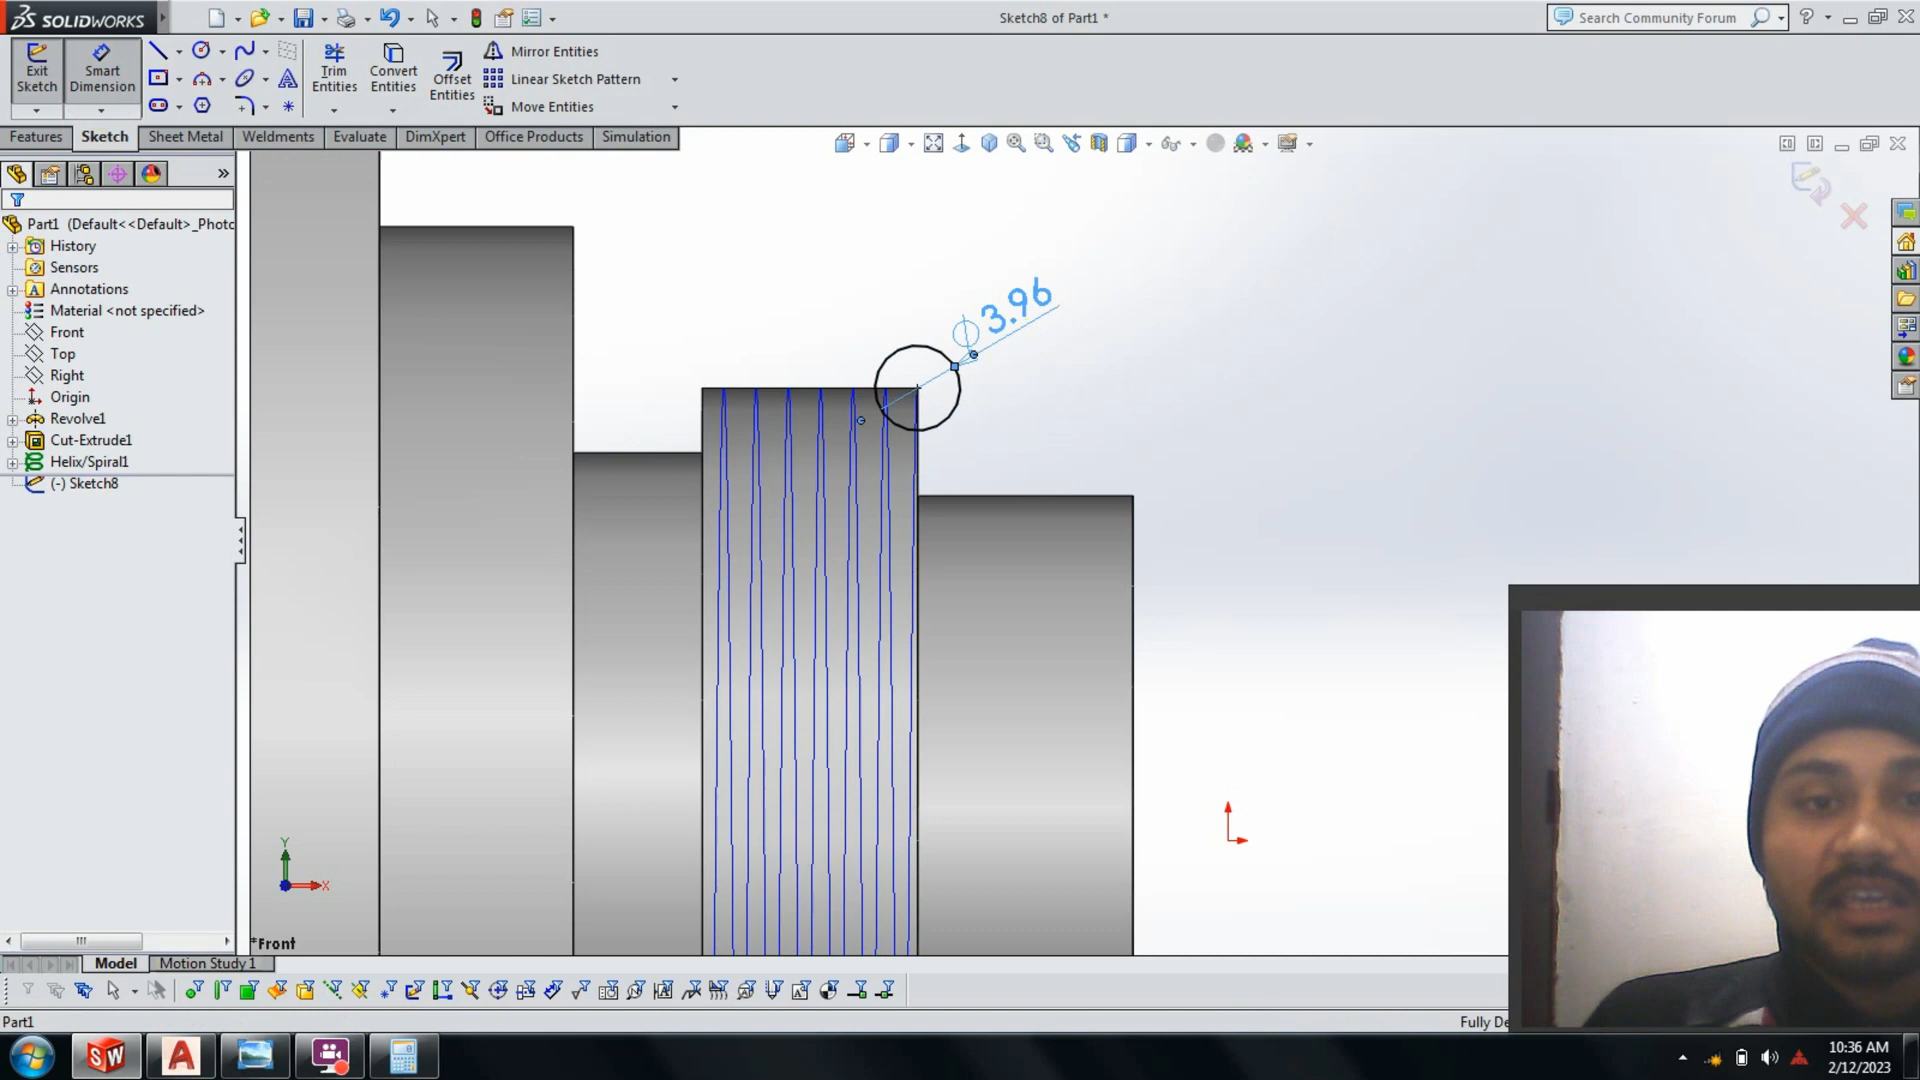 SOLIDWORKS
Sketch8 of Part1 *
Search Community Forum
Exit Sketch
Smart Dimension
Trim Entities
Convert Entities
Offset Entities
Mirror Entities
Linear Sketch Pattern
Move Entities
Features
Sketch
Sheet Metal
Weldments
Evaluate
DimXpert
Office Products
Simulation
Part1 (Default<<Default>_Photo
History
Sensors
Annotations
Material <not specified>
Front
Top
Right
Origin
Revolve1
Cut-Extrude1
Helix/Spiral1
(-) Sketch8
∅3.96
Y
X
*Front
Model
Motion Study 1
Part1
Fully De
10:36 AM
2/12/2023